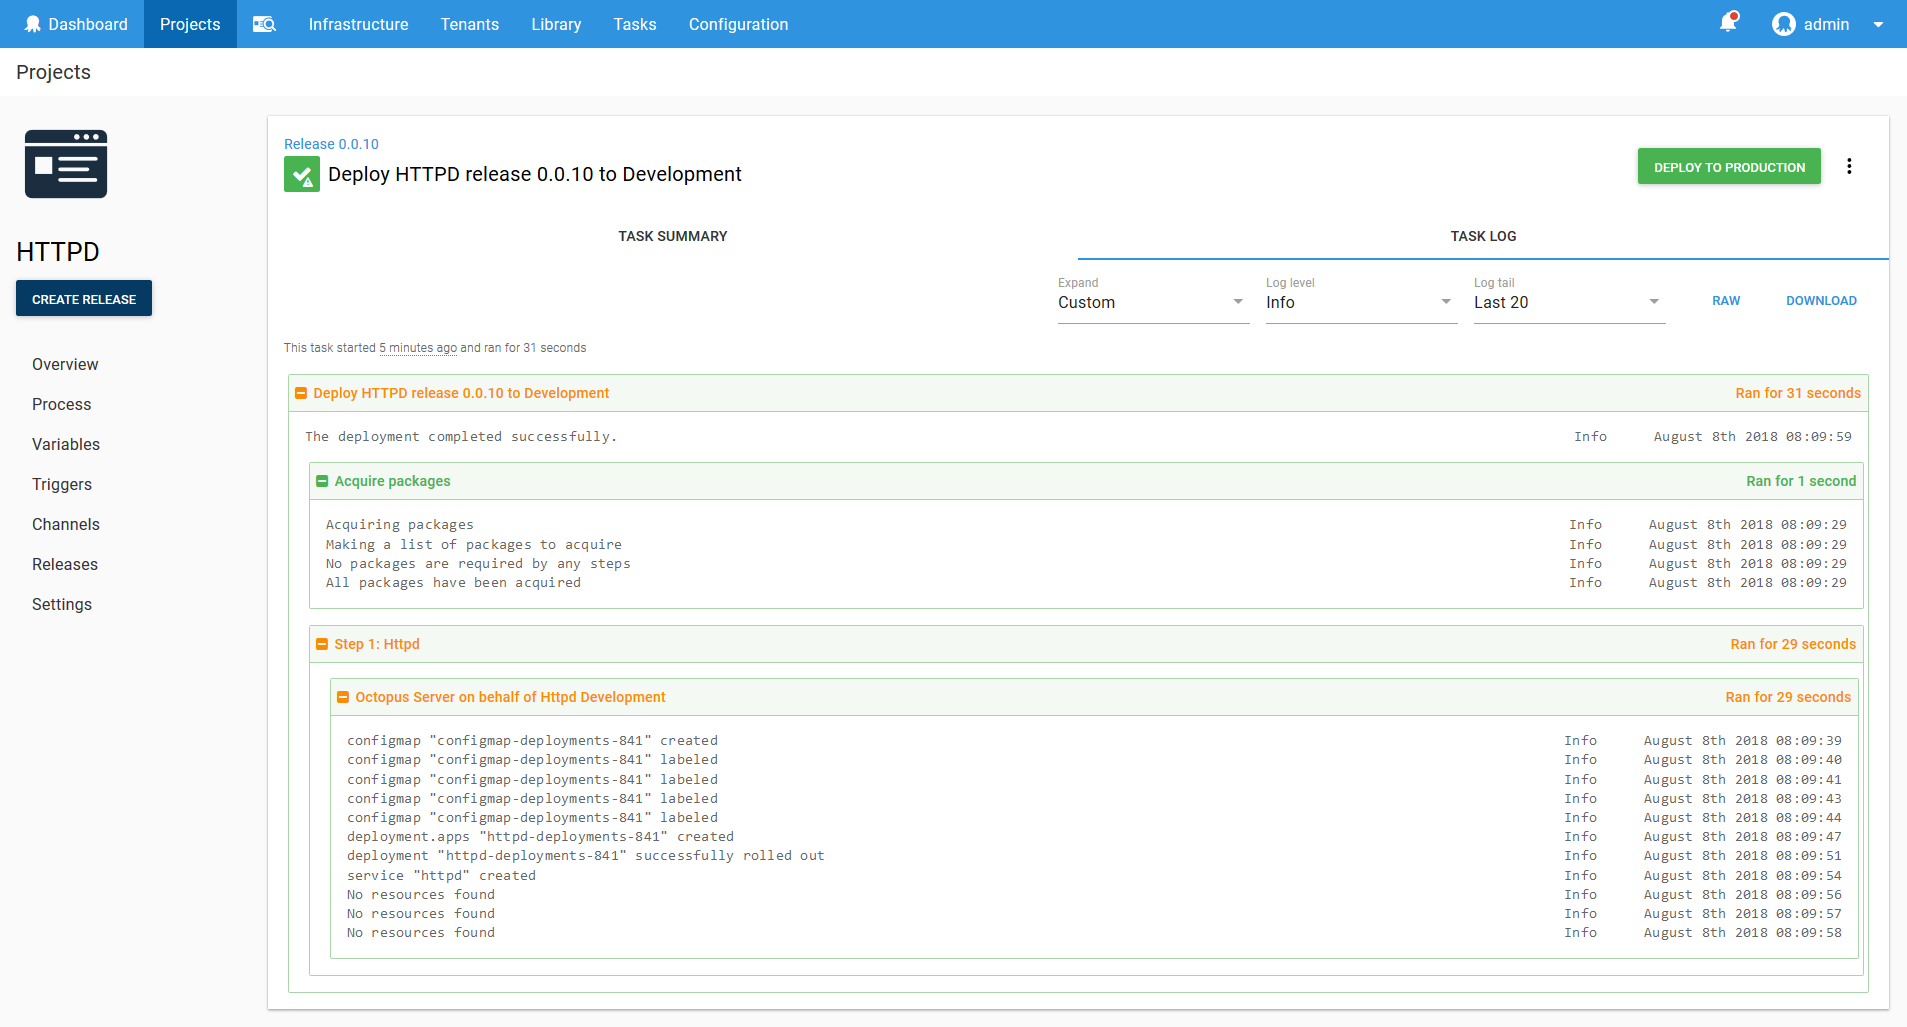 Dashboard Projects Infrastructure Tenants Library Tasks Configuration admin
Projects
HTTPD
CREATE RELEASE
Overview
Process
Variables
Triggers
Channels
Releases
Settings
Release 0.0.10
Deploy HTTPD release 0.0.10 to Development
DEPLOY TO PRODUCTION
TASK SUMMARY TASK LOG
Expand Log level Log tail
Custom Info Last 20 RAW DOWNLOAD
This task started 5 minutes ago and ran for 31 seconds
Deploy HTTPD release 0.0.10 to Development Ran for 31 seconds
The deployment completed successfully. Info August 8th 2018 08:09:59
Acquire packages Ran for 1 second
Acquiring packages Info August 8th 2018 08:09:29
Making a list of packages to acquire Info August 8th 2018 08:09:29
No packages are required by any steps Info August 8th 2018 08:09:29
All packages have been acquired Info August 8th 2018 08:09:29
Step 1: Httpd Ran for 29 seconds
Octopus Server on behalf of Httpd Development Ran for 29 seconds
configmap "configmap-deployments-841" created Info August 8th 2018 08:09:39
configmap "configmap-deployments-841" labeled Info August 8th 2018 08:09:40
configmap "configmap-deployments-841" labeled Info August 8th 2018 08:09:41
configmap "configmap-deployments-841" labeled Info August 8th 2018 08:09:43
configmap "configmap-deployments-841" labeled Info August 8th 2018 08:09:44
deployment.apps "httpd-deployments-841" created Info August 8th 2018 08:09:47
deployment "httpd-deployments-841" successfully rolled out Info August 8th 2018 08:09:51
service "httpd" created Info August 8th 2018 08:09:54
No resources found Info August 8th 2018 08:09:56
No resources found Info August 8th 2018 08:09:57
No resources found Info August 8th 2018 08:09:58